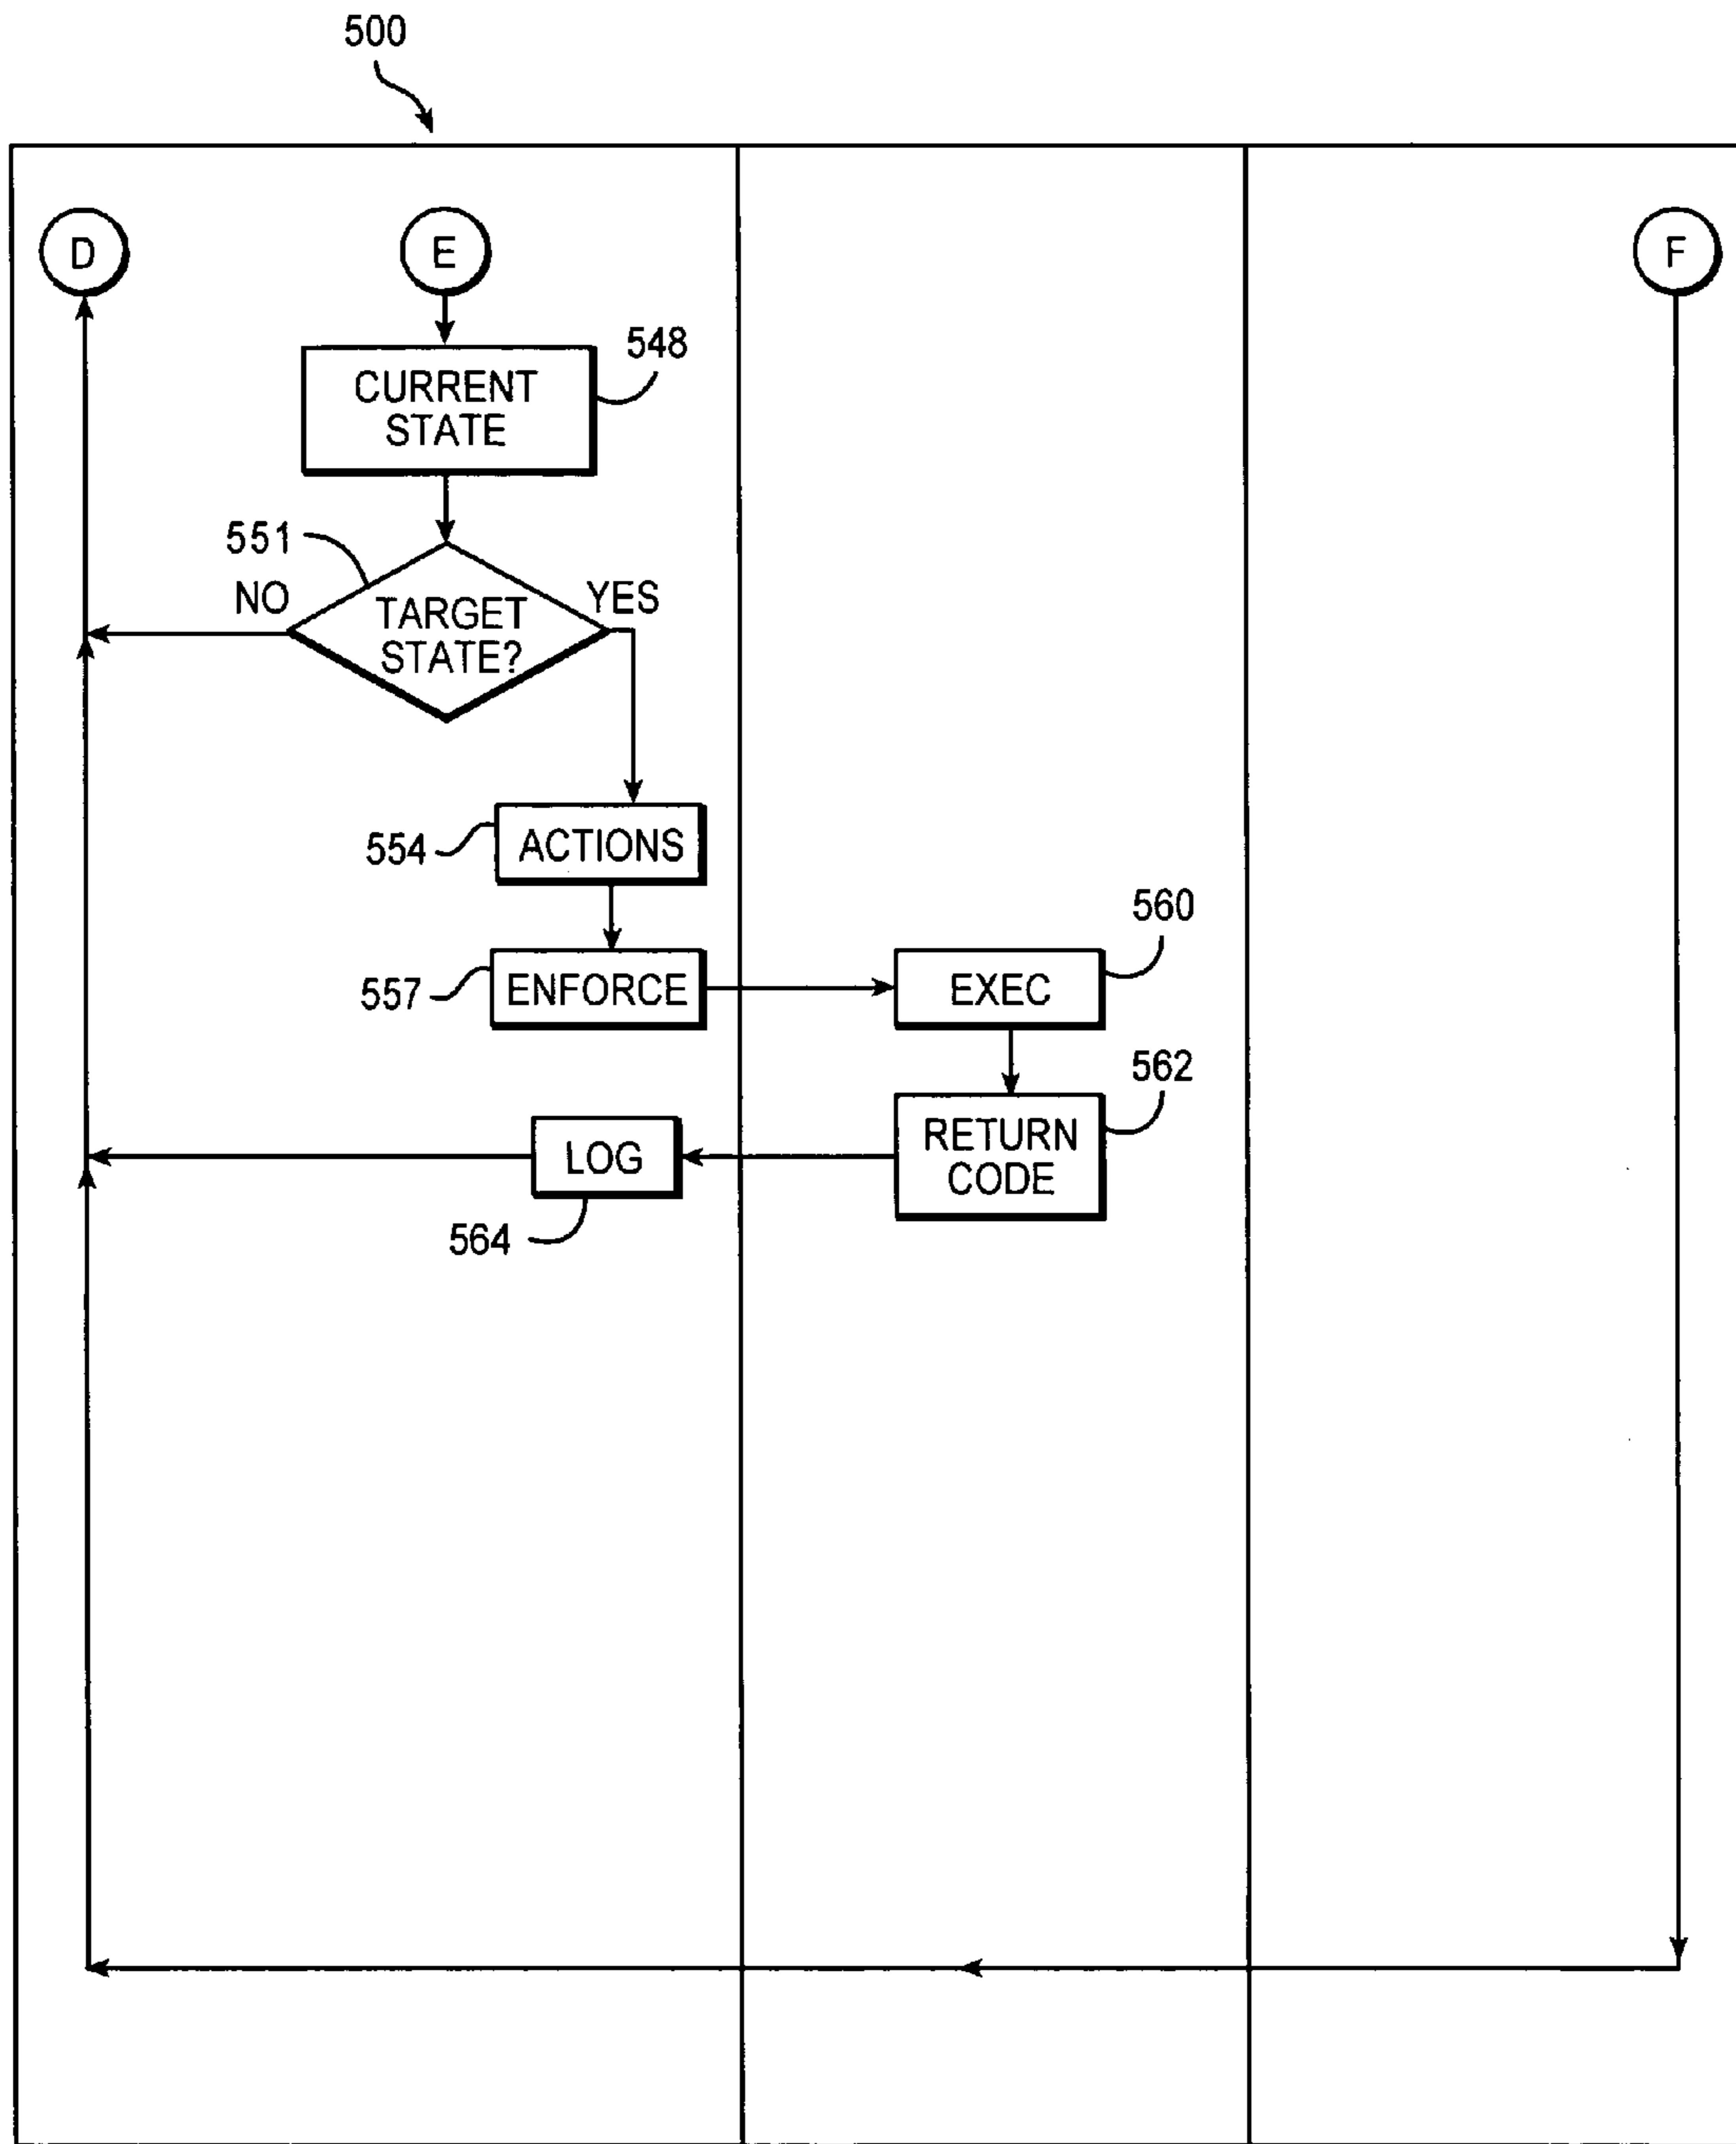 500
D
E
F
548
CURRENT
STATE
551
NO
YES
TARGET
STATE?
554
ACTIONS
560
557
ENFORCE
EXEC
562
RETURN
CODE
LOG
564